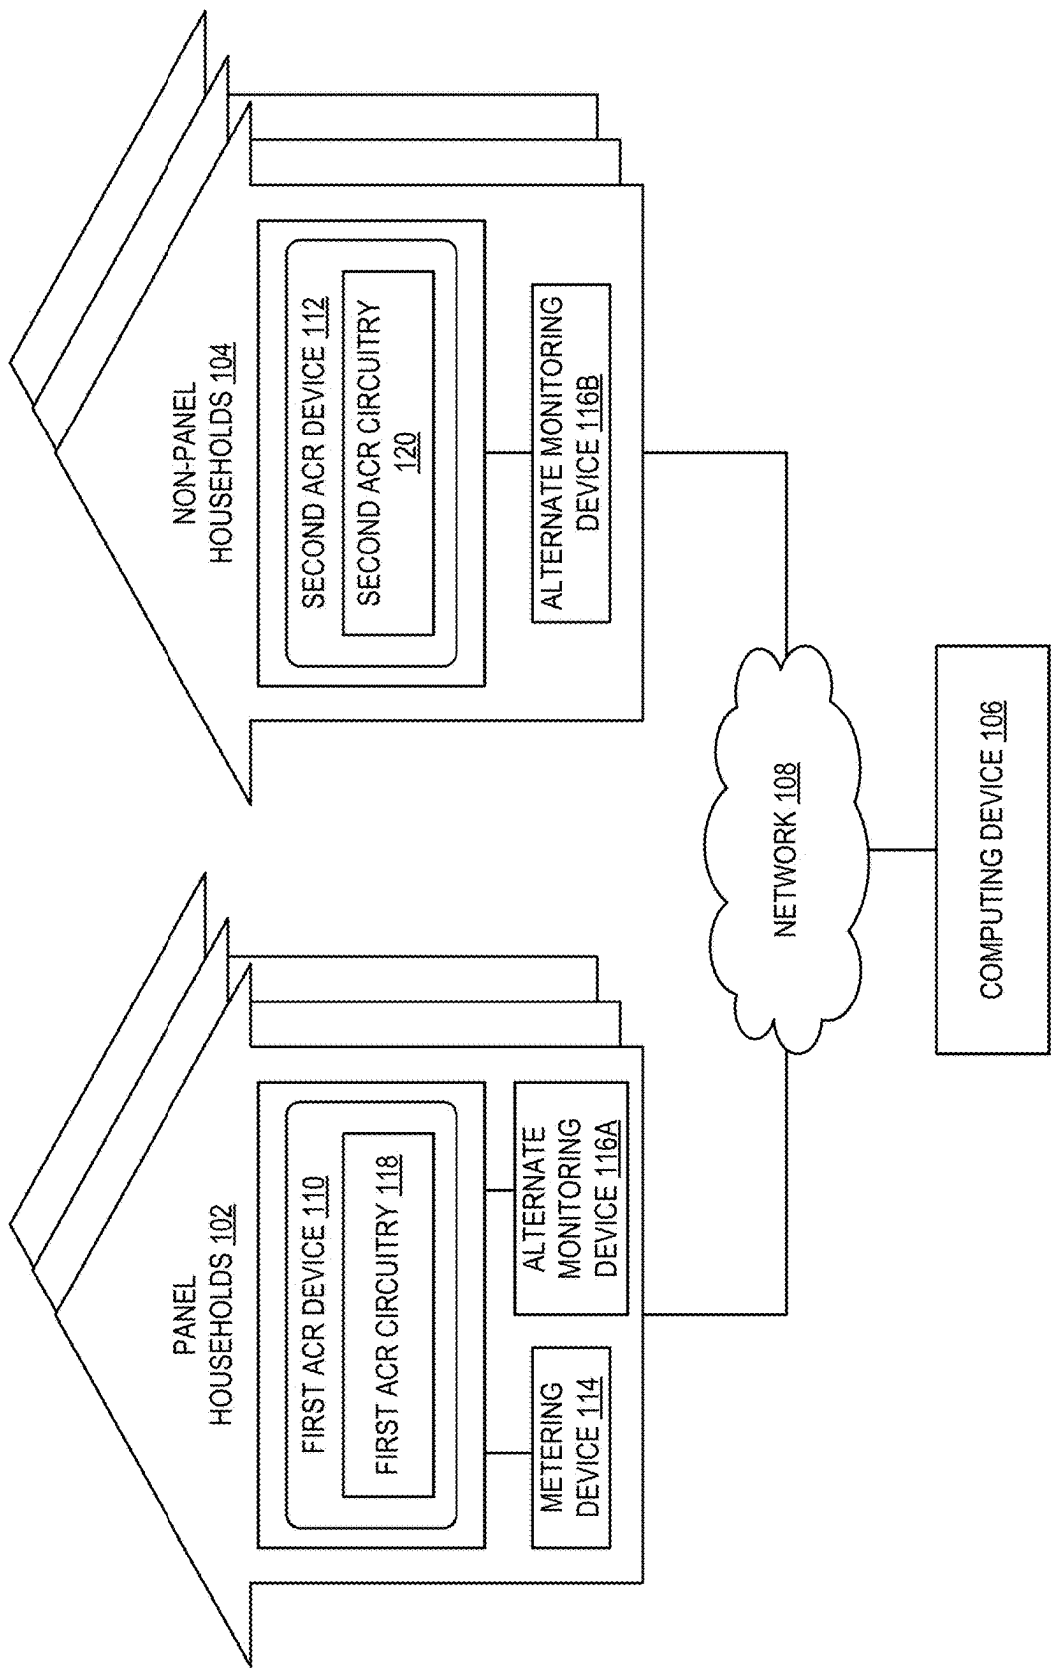 PANEL
HOUSEHOLDS 102
FIRST ACR DEVICE 110
FIRST ACR CIRCUITRY 118
METERING
DEVICE 114
ALTERNATE
MONITORING
DEVICE 116A
NON-PANEL
HOUSEHOLDS 104
SECOND ACR DEVICE 112
SECOND ACR CIRCUITRY
120
ALTERNATE MONITORING
DEVICE 116B
NETWORK 108
COMPUTING DEVICE 106